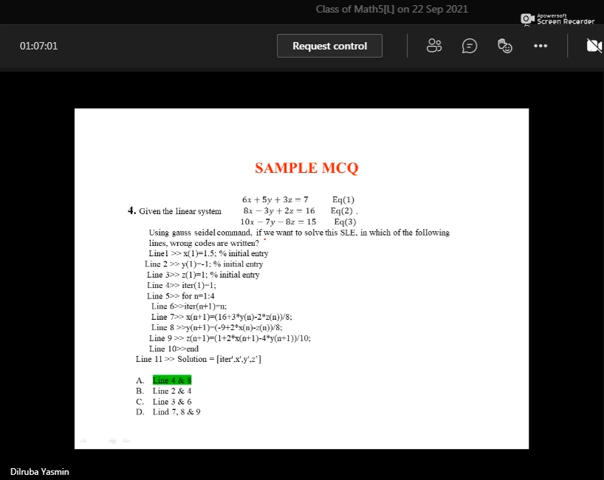 Class of Math5[L] on 22 Sep 2021
Apowersoft
Screen Recorder
01:07:01
Request control
SAMPLE MCQ
6x + 5y + 3z = 7 Eq(1)
4. Given the linear system 8x − 3y + 2z = 16 Eq(2) .
10x − 7y − 8z = 15 Eq(3)
Using gauss seidel command, if we want to solve this SLE, in which of the following
lines, wrong codes are written?
Line1 >> x(1)=1.5; % initial entry
Line 2 >> y(1)=-1; % initial entry
Line 3>> z(1)=1; % initial entry
Line 4>> iter(1)=1;
Line 5>> for n=1:4
Line 6>>iter(n+1)=n;
Line 7>> x(n+1)=(16+3*y(n)-2*z(n))/8;
Line 8 >>y(n+1)=(-9+2*x(n)-z(n))/8;
Line 9 >> z(n+1)=(1+2*x(n+1)-4*y(n+1))/10;
Line 10>>end
Line 11 >> Solution = [iter',x',y',z']
A. Line 4 & 8
B. Line 2 & 4
C. Line 3 & 6
D. Lind 7, 8 & 9
Dilruba Yasmin